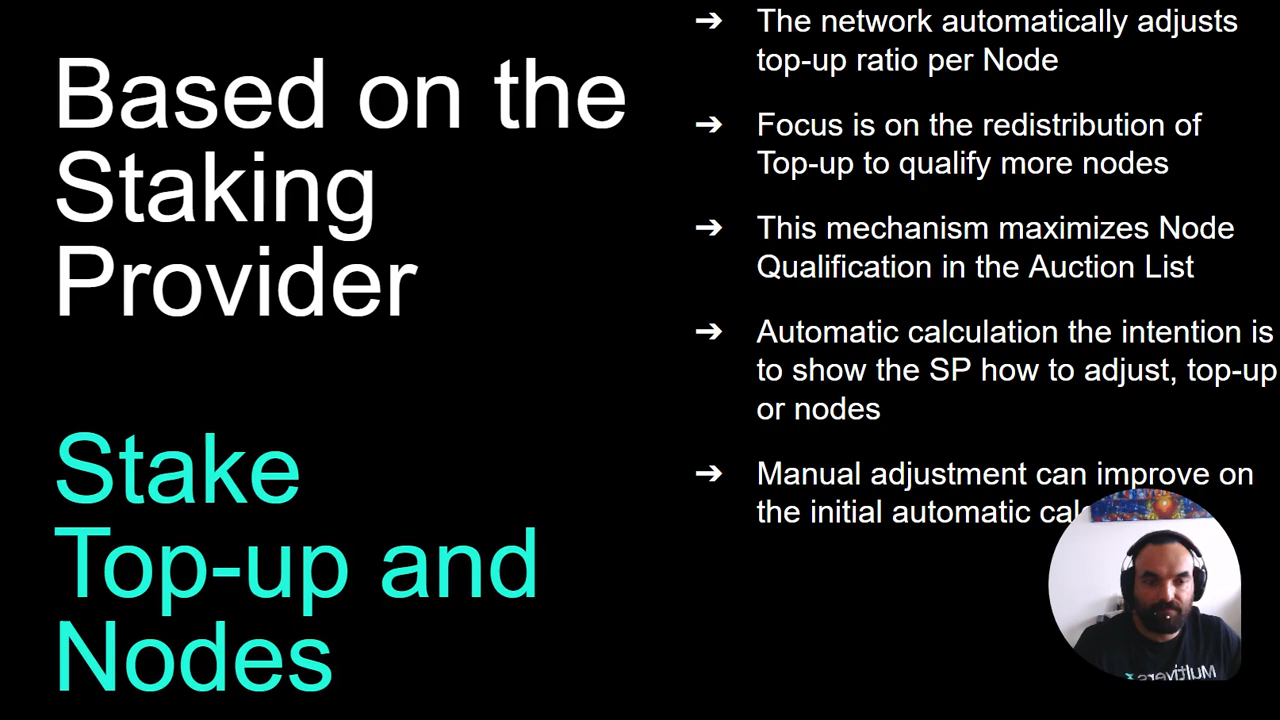 Based on the
Staking
Provider
Stake
Top-up and
Nodes
➔ The network automatically adjusts
top-up ratio per Node
➔ Focus is on the redistribution of
Top-up to qualify more nodes
➔ This mechanism maximizes Node
Qualification in the Auction List
➔ Automatic calculation the intention is
to show the SP how to adjust, top-up
or nodes
➔ Manual adjustment can improve on
the initial automatic